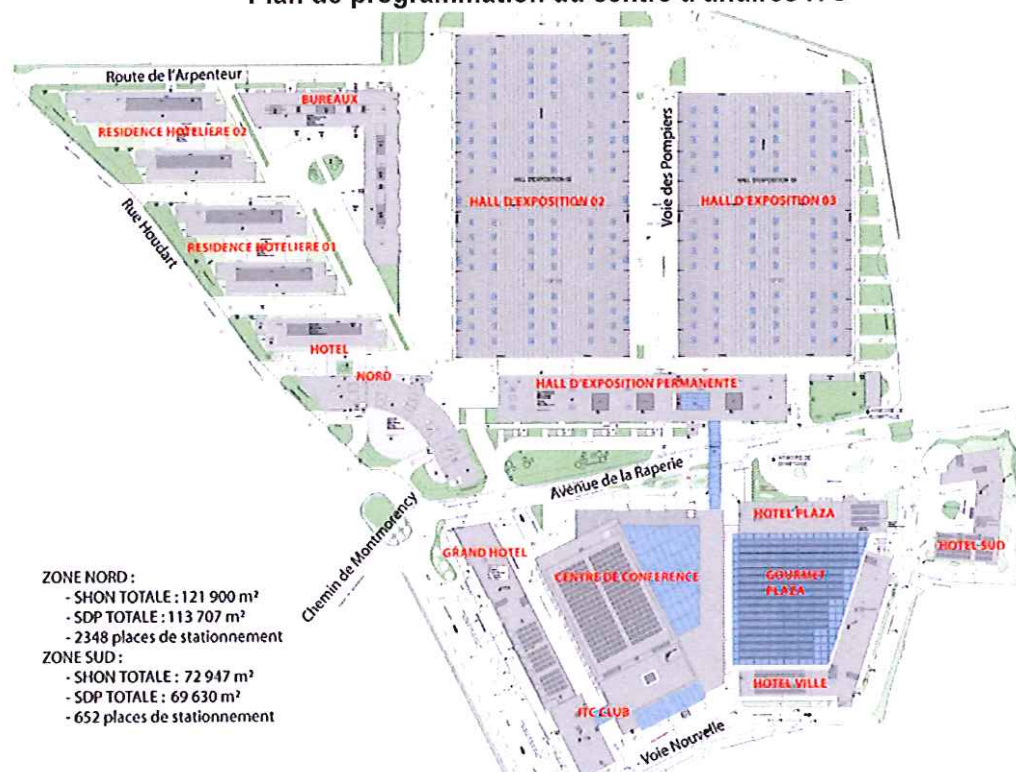 Route de l'Arpenteur
BUREAUX
RESIDENCE HOTELIERE 02
Voie des Pompiers
HALL D'EXPOSITION 02
HALL D'EXPOSITION 02
HALL D'EXPOSITION 03
Rue Houdart
RESIDENCE HOTELIERE 01
HOTEL
NORD
HALL D'EXPOSITION PERMANENTE
Avenue de la Raperie
Chemin de Montmorency
HOTEL PLAZA
GRAND HOTEL
HOTEL SUD
CENTRE DE CONFERENCE
GOURMET
PLAZA
HOTEL VILLE
ITC CLUB
Voie Nouvelle
ZONE NORD :
- SHON TOTALE : 121 900 m²
- SDP TOTALE : 113 707 m²
- 2348 places de stationnement
ZONE SUD :
- SHON TOTALE : 72 947 m²
- SDP TOTALE : 69 630 m²
- 652 places de stationnement